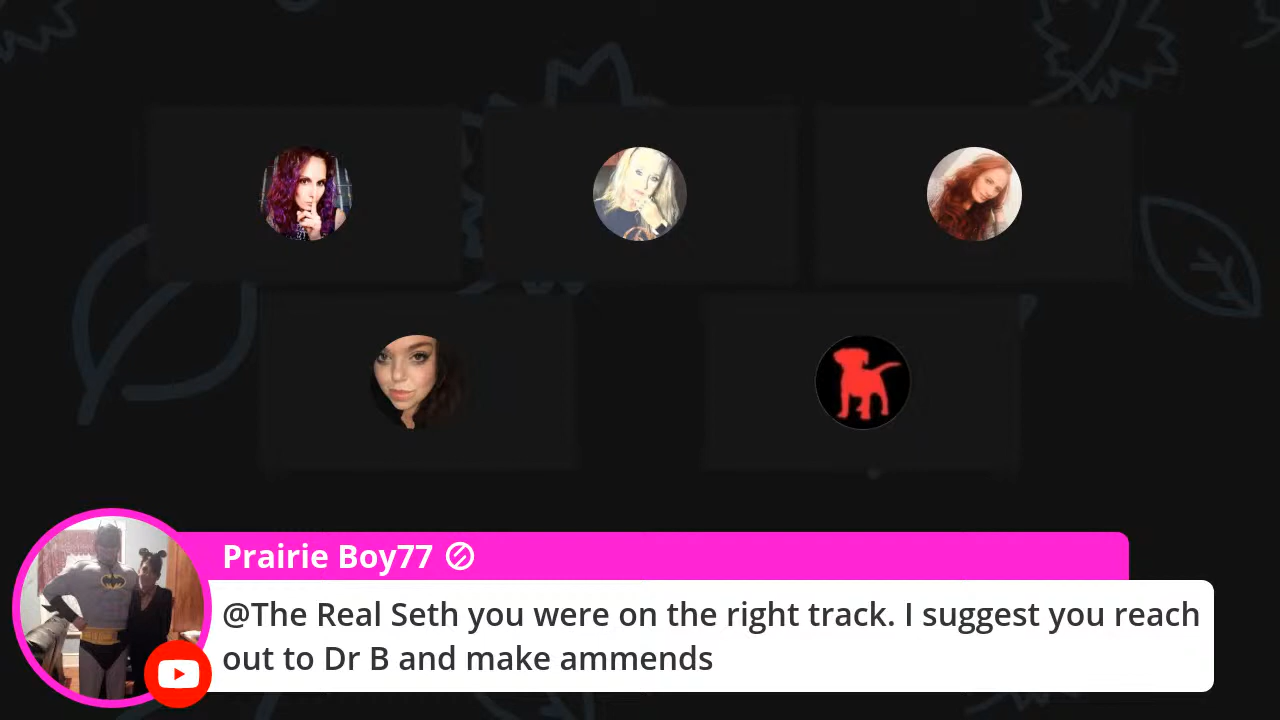 Prairie Boy77
@The Real Seth you were on the right track. I suggest you reach
out to Dr B and make ammends